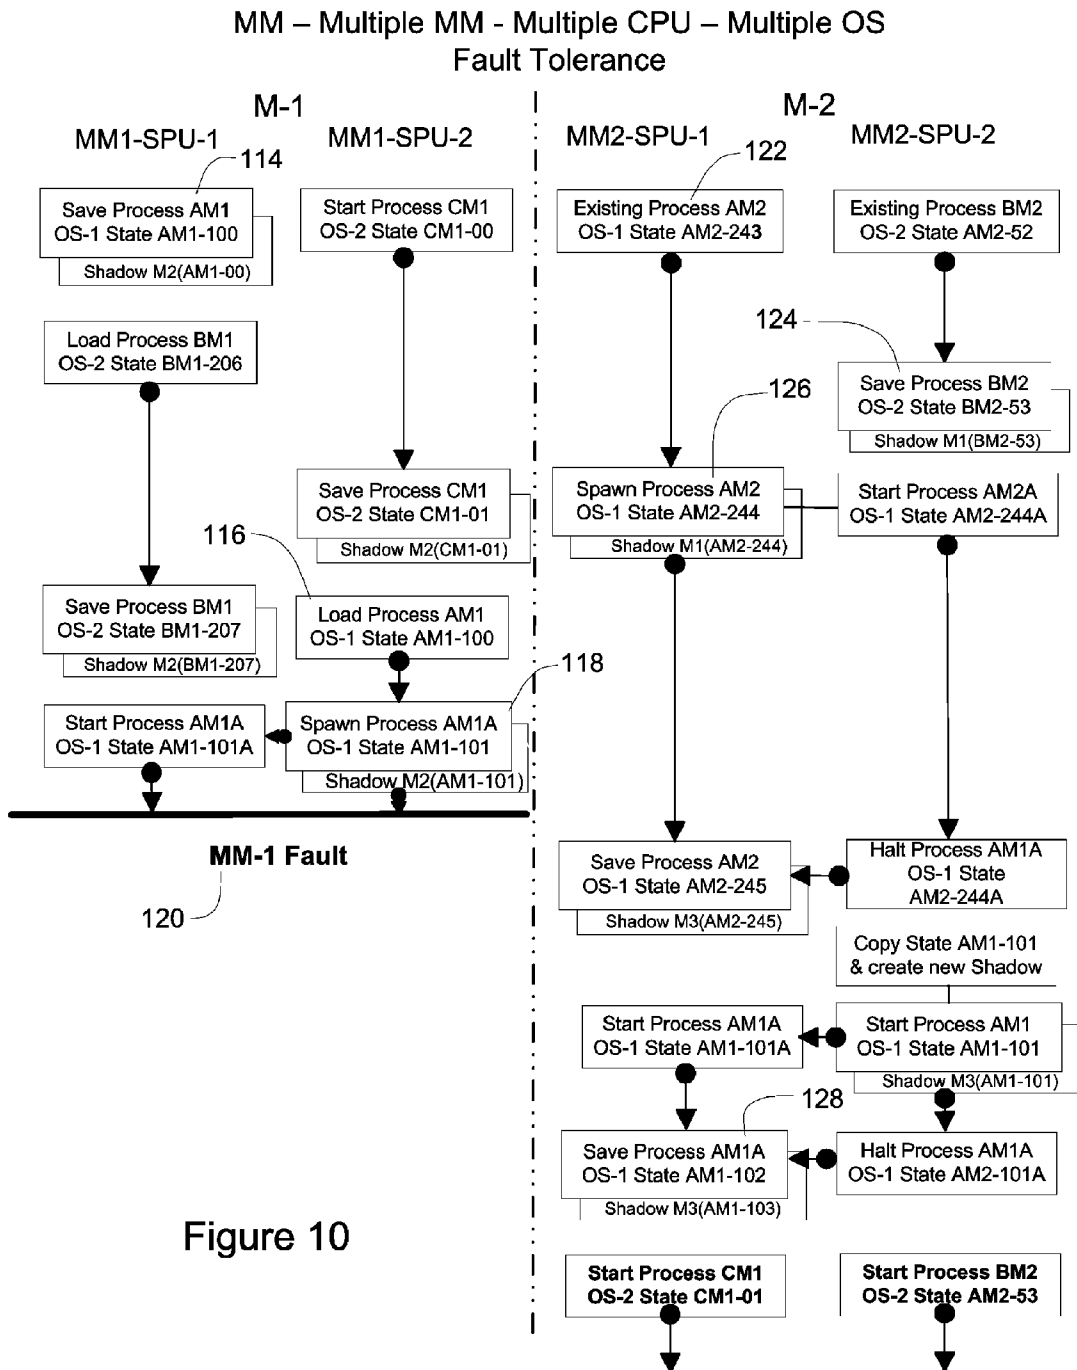 MM – Multiple MM - Multiple CPU – Multiple OS
Fault Tolerance
M-1
M-2
MM1-SPU-1
MM1-SPU-2
MM2-SPU-1
MM2-SPU-2
114
122
Save Process AM1
OS-1 State AM1-100
Shadow M2(AM1-00)
Start Process CM1
OS-2 State CM1-00
Existing Process AM2
OS-1 State AM2-243
Existing Process BM2
OS-2 State AM2-52
Load Process BM1
OS-2 State BM1-206
124
Save Process BM2
OS-2 State BM2-53
Shadow M1(BM2-53)
126
Save Process CM1
OS-2 State CM1-01
Shadow M2(CM1-01)
Spawn Process AM2
OS-1 State AM2-244
Shadow M1(AM2-244)
Start Process AM2A
OS-1 State AM2-244A
116
Save Process BM1
OS-2 State BM1-207
Shadow M2(BM1-207)
Load Process AM1
OS-1 State AM1-100
118
Start Process AM1A
OS-1 State AM1-101A
Spawn Process AM1A
OS-1 State AM1-101
Shadow M2(AM1-101)
MM-1 Fault
120
Save Process AM2
OS-1 State AM2-245
Shadow M3(AM2-245)
Halt Process AM1A
OS-1 State
AM2-244A
Copy State AM1-101
& create new Shadow
Start Process AM1A
OS-1 State AM1-101A
Start Process AM1
OS-1 State AM1-101
Shadow M3(AM1-101)
128
Save Process AM1A
OS-1 State AM1-102
Shadow M3(AM1-103)
Halt Process AM1A
OS-1 State AM2-101A
Figure 10
Start Process CM1
OS-2 State CM1-01
Start Process BM2
OS-2 State AM2-53